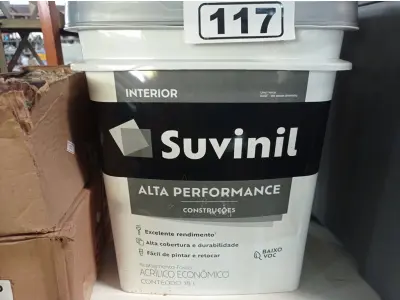 117
INTERIOR
Suvinil
ALTA PERFORMANCE
CONSTRUÇÕES
Excelente rendimento
Alta cobertura e durabilidade
Fácil de pintar e retocar
BAIXO
VOC
ACRÍLICO ECONÔMICO